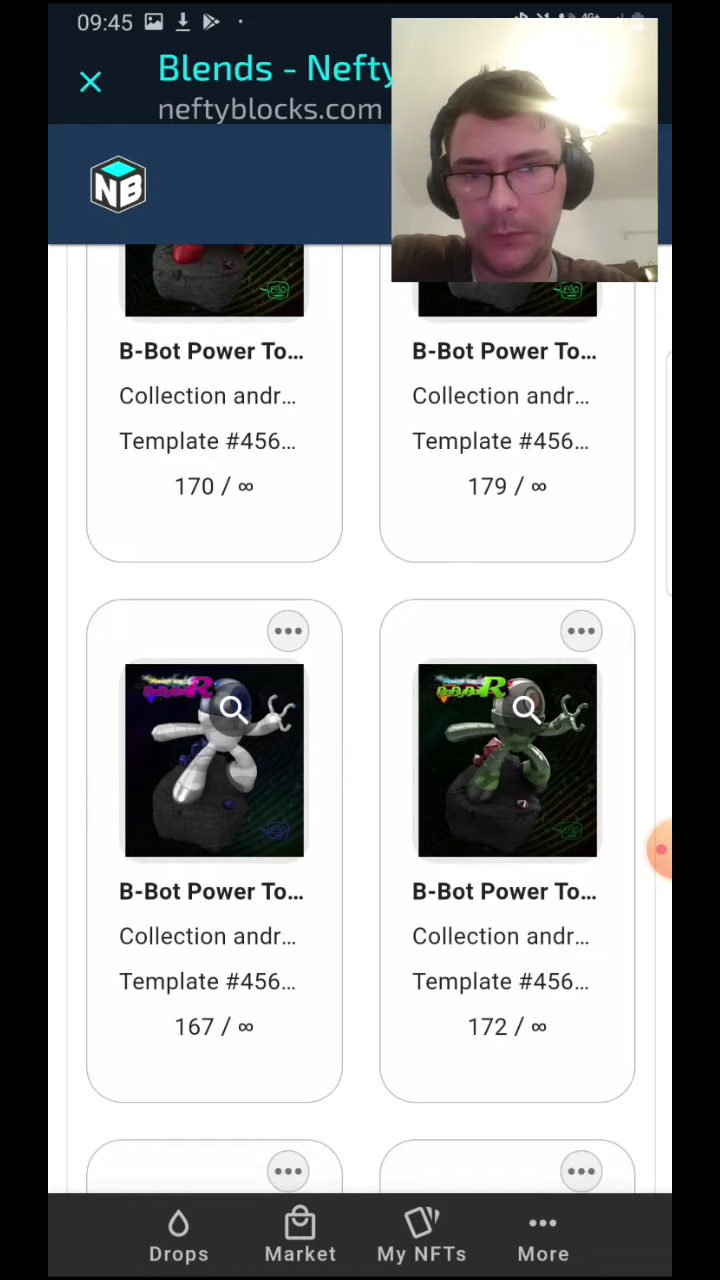 09:45
Blends - Nefty
neftyblocks.com
NB
B-Bot Power To...
B-Bot Power To...
Collection andr...
Collection andr...
Template #456...
Template #456...
170 / ∞
179 / ∞
B-Bot Power To...
B-Bot Power To...
Collection andr...
Collection andr...
Template #456...
Template #456...
167 / ∞
172 / ∞
Drops
Market
My NFTs
More